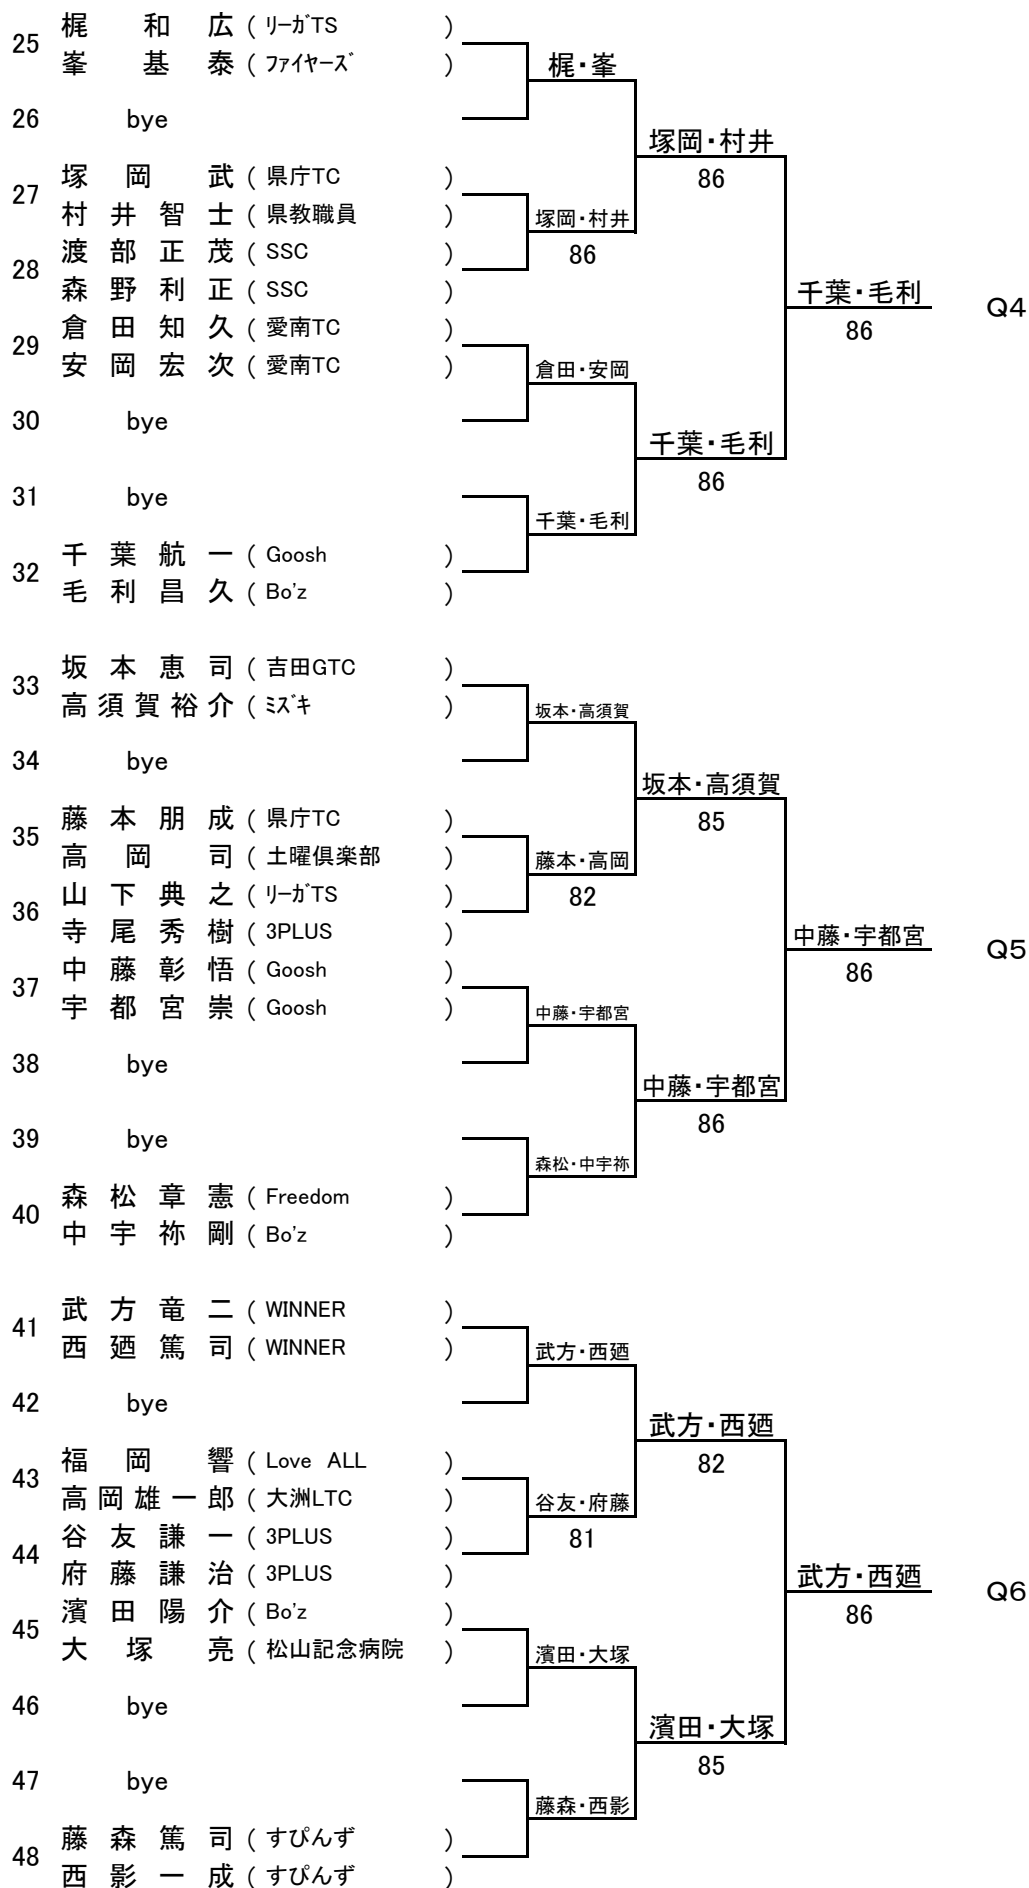 25 梶 和 広 ( リーガTS )
峯 基 泰 ( ファイヤーズ )
梶・峯
26 bye
塚岡・村井
86
27 塚 岡 武 ( 県庁TC )
村 井 智 士 ( 県教職員 )
塚岡・村井
86
28 渡 部 正 茂 ( SSC )
森 野 利 正 ( SSC )
千葉・毛利 Q4
86
29 倉 田 知 久 ( 愛南TC )
安 岡 宏 次 ( 愛南TC )
倉田・安岡
30 bye
千葉・毛利
86
31 bye
千葉・毛利
32 千 葉 航 一 ( Goosh )
毛 利 昌 久 ( Bo'z )
33 坂 本 恵 司 ( 吉田GTC )
高 須 賀 裕 介 ( ミズキ )
坂本・高須賀
34 bye
坂本・高須賀
85
35 藤 本 朋 成 ( 県庁TC )
高 岡 司 ( 土曜倶楽部 )
藤本・高岡
82
36 山 下 典 之 ( リーガTS )
寺 尾 秀 樹 ( 3PLUS )
中藤・宇都宮 Q5
86
37 中 藤 彰 悟 ( Goosh )
宇 都 宮 崇 ( Goosh )
中藤・宇都宮
38 bye
中藤・宇都宮
86
39 bye
森松・中宇祢
40 森 松 章 憲 ( Freedom )
中 宇 祢 剛 ( Bo'z )
41 武 方 竜 二 ( WINNER )
西 廼 篤 司 ( WINNER )
武方・西廼
42 bye
武方・西廼
82
43 福 岡 響 ( Love ALL )
高 岡 雄 一 郎 ( 大洲LTC )
谷友・府藤
81
44 谷 友 謙 一 ( 3PLUS )
府 藤 謙 治 ( 3PLUS )
武方・西廼 Q6
86
45 濱 田 陽 介 ( Bo'z )
大 塚 亮 ( 松山記念病院 )
濱田・大塚
46 bye
濱田・大塚
85
47 bye
藤森・西影
48 藤 森 篤 司 ( すぴんず )
西 影 一 成 ( すぴんず )